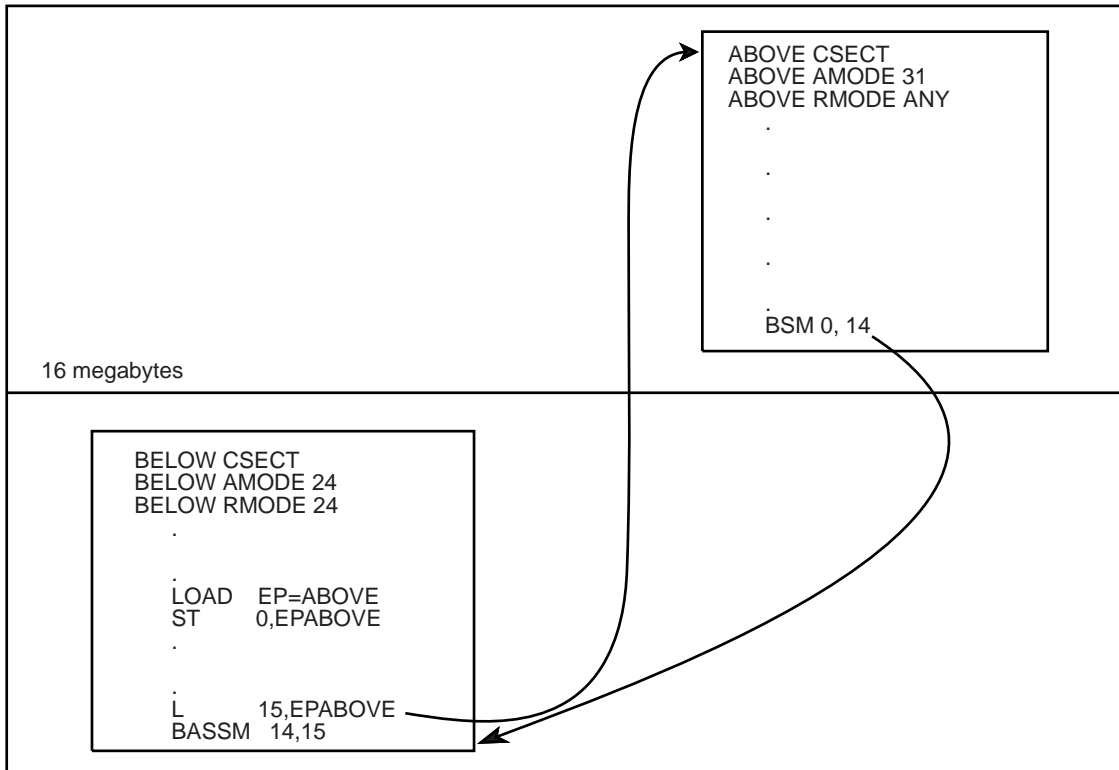 ABOVE CSECT
ABOVE AMODE 31
ABOVE RMODE ANY
.
.
.
.
.
BSM 0, 14
16 megabytes
BELOW CSECT
BELOW AMODE 24
BELOW RMODE 24
.
.
LOAD EP=ABOVE
ST 0,EPABOVE
.
.
L 15,EPABOVE
BASSM 14,15